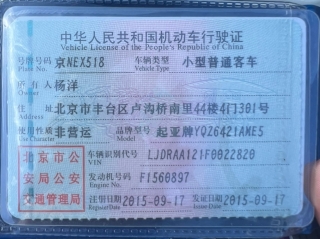 中华人民共和国机动车行驶证
Vehicle License of the People's Republic of China
号牌号码 京NEX518 车辆类型 小型普通客车
Plate No. Vehicle Type
所有人 杨洋
Owner
住址 北京市丰台区卢沟桥南里44楼4门301号
Address
使用性质 非营运 品牌型号 起亚牌YQZ6421AME5
Use Character Model
北京市公 车辆识别代号 LJDRAA121F0022820
VIN
安局公安 发动机号码 F1560897
Engine No.
交通管理局 注册日期 2015-09-17 发证日期 2015-09-17
Register Date Issue Date